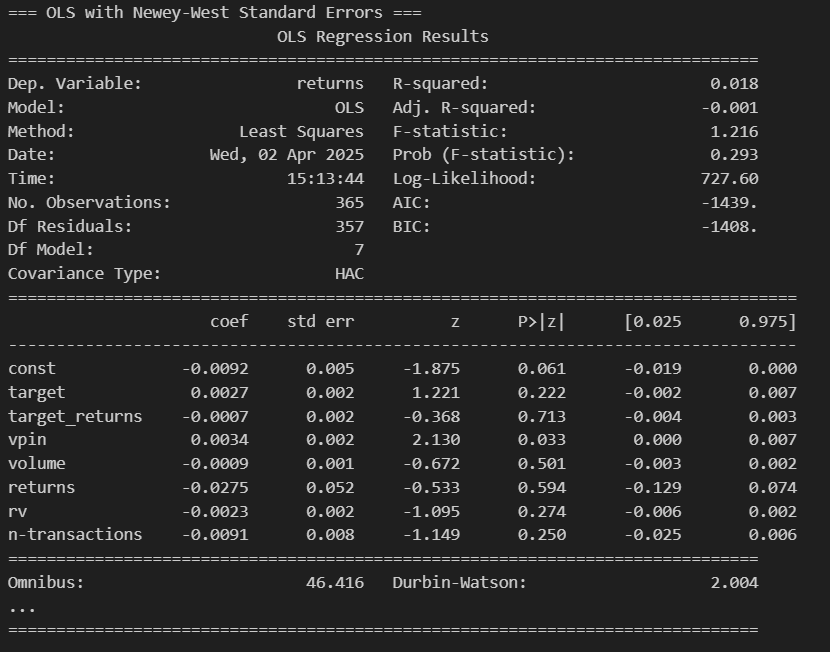 === OLS with Newey-West Standard Errors ===
                            OLS Regression Results
==============================================================================
Dep. Variable:                returns   R-squared:                       0.018
Model:                            OLS   Adj. R-squared:                 -0.001
Method:                 Least Squares   F-statistic:                     1.216
Date:                Wed, 02 Apr 2025   Prob (F-statistic):              0.293
Time:                        15:13:44   Log-Likelihood:                 727.60
No. Observations:                 365   AIC:                            -1439.
Df Residuals:                     357   BIC:                            -1408.
Df Model:                           7
Covariance Type:                  HAC
==================================================================================
                     coef    std err          z      P>|z|      [0.025      0.975]
----------------------------------------------------------------------------------
const             -0.0092      0.005     -1.875      0.061      -0.019       0.000
target             0.0027      0.002      1.221      0.222      -0.002       0.007
target_returns    -0.0007      0.002     -0.368      0.713      -0.004       0.003
vpin               0.0034      0.002      2.130      0.033       0.000       0.007
volume            -0.0009      0.001     -0.672      0.501      -0.003       0.002
returns           -0.0275      0.052     -0.533      0.594      -0.129       0.074
rv                -0.0023      0.002     -1.095      0.274      -0.006       0.002
n-transactions    -0.0091      0.008     -1.149      0.250      -0.025       0.006
==============================================================================
Omnibus:                       46.416   Durbin-Watson:                   2.004
...
==============================================================================